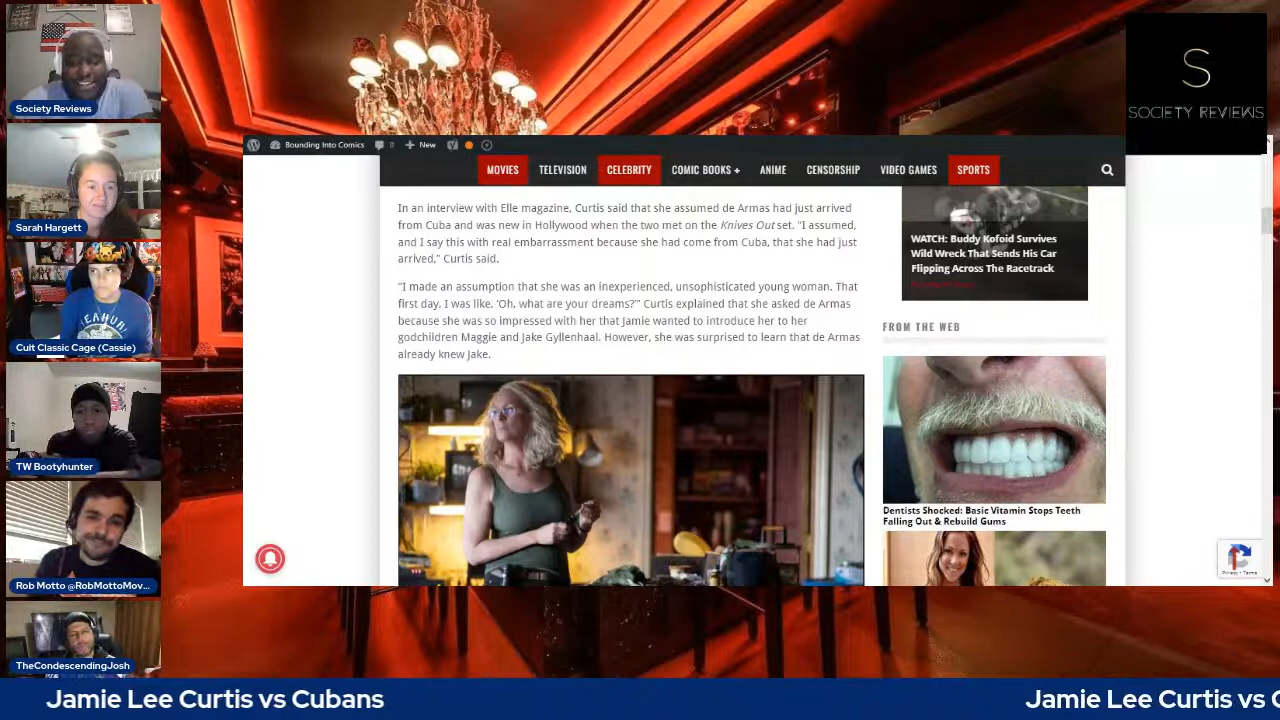 Society Reviews
Sarah Hargett
Cult Classic Cage (Cassie)
TW Bootyhunter
Rob Motto @RobMottoMov...
TheCondescendingJosh
S
SOCIETY REVIEWS
Bounding Into Comics
0
New
MOVIES
TELEVISION
CELEBRITY
COMIC BOOKS +
ANIME
CENSORSHIP
VIDEO GAMES
SPORTS
In an interview with Elle magazine, Curtis said that she assumed de Armas had just arrived
from Cuba and was new in Hollywood when the two met on the Knives Out set. “I assumed,
and I say this with real embarrassment because she had come from Cuba, that she had just
arrived,” Curtis said.
“I made an assumption that she was an inexperienced, unsophisticated young woman. That
first day, I was like, ‘Oh, what are your dreams?’” Curtis explained that she asked de Armas
because she was so impressed with her that Jamie wanted to introduce her to her
godchildren Maggie and Jake Gyllenhaal. However, she was surprised to learn that de Armas
already knew Jake.
WATCH: Buddy Kofoid Survives
Wild Wreck That Sends His Car
Flipping Across The Racetrack
FROM THE WEB
Dentists Shocked: Basic Vitamin Stops Teeth
Falling Out & Rebuild Gums
Privacy - Terms
Jamie Lee Curtis vs Cubans
Jamie Lee Curtis vs C